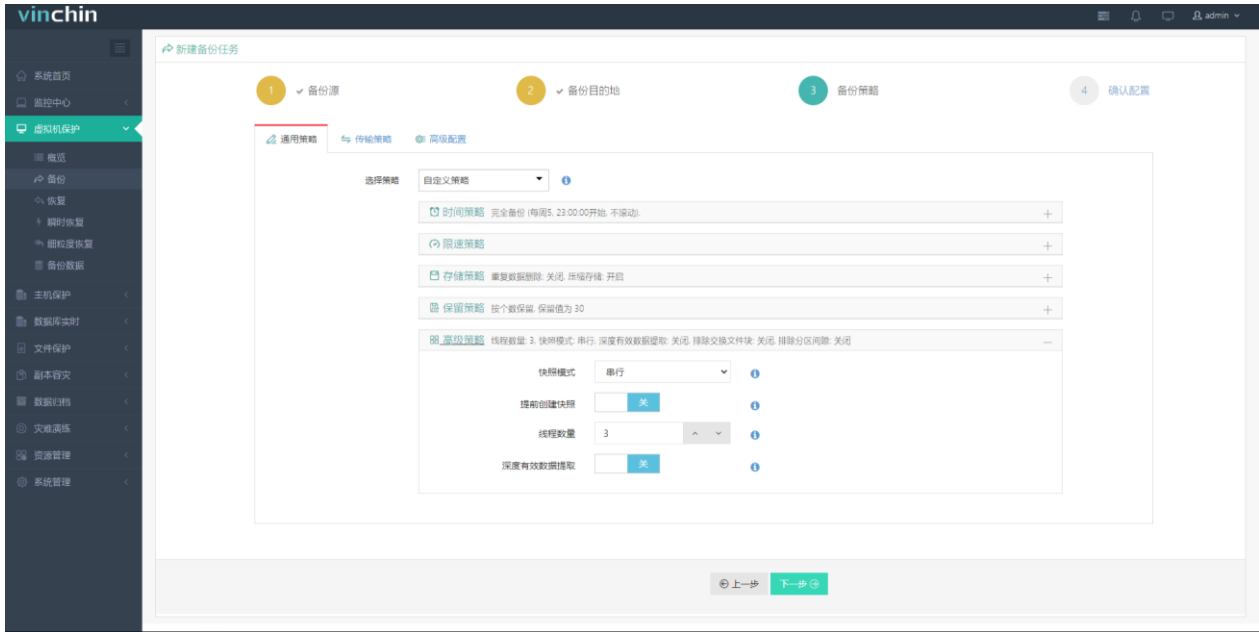 vinchin
admin
新建备份任务
系统首页
监控中心
虚拟机保护
概览
备份
恢复
瞬时恢复
细粒度恢复
备份数据
主机保护
数据库实时
文件保护
副本容灾
数据归档
灾难演练
资源管理
系统管理
1 备份源
2 备份目的地
3 备份策略
4 确认配置
通用策略 传输策略 高级配置
选择策略 自定义策略
时间策略 完全备份 (每周5, 23:00:00开始, 不滚动).
限速策略
存储策略 重复数据删除: 关闭, 压缩存储: 开启
保留策略 按个数保留, 保留值为 30
高级策略 线程数量: 3, 快照模式: 串行, 深度有效数据提取: 关闭, 排除交换文件块: 关闭, 排除分区间隙: 关闭
快照模式 串行
提前创建快照 关
线程数量 3
深度有效数据提取 关
上一步 下一步